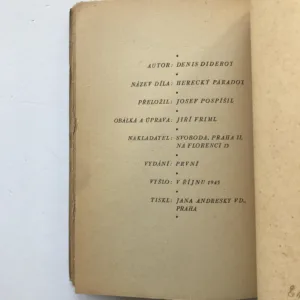 AUTOR: DENIS DIDEROT
NÁZEV DÍLA: HERECKÝ PARADOX
PŘELOŽIL: JOSEF POSPÍŠIL
OBÁLKA A ÚPRAVA: JIŘÍ FRIML
NAKLADATEL: SVOBODA, PRAHA II,
NA FLORENCI 13
VYDÁNÍ: PRVNÍ
VYŠLO: V ŘÍJNU 1945
TISKL: JANA ANDRESKY VD.,
PRAHA